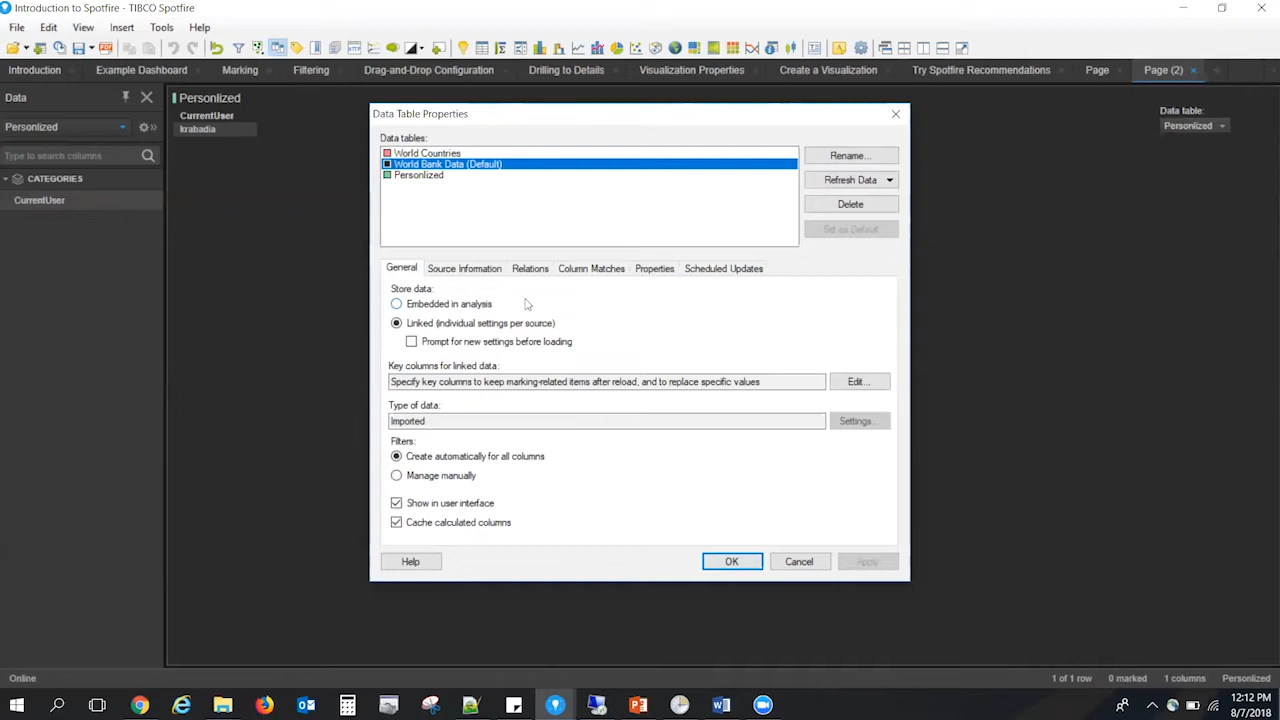 Introduction to Spotfire - TIBCO Spotfire
File Edit View Insert Tools Help
Introduction Example Dashboard Marking Filtering Drag-and-Drop Configuration Drilling to Details Visualization Properties Create a Visualization Try Spotfire Recommendations Page Page (2)
Data
Personlized
Type to search columns
CATEGORIES
CurrentUser
Personlized
CurrentUser
krabadia
Data table:
Personlized
Data Table Properties
Data tables:
World Countries
World Bank Data (Default)
Personlized
Rename...
Refresh Data
Delete
Set as Default
General Source Information Relations Column Matches Properties Scheduled Updates
Store data:
Embedded in analysis
Linked (individual settings per source)
Prompt for new settings before loading
Key columns for linked data:
Specify key columns to keep marking-related items after reload, and to replace specific values Edit...
Type of data:
Imported Settings...
Filters:
Create automatically for all columns
Manage manually
Show in user interface
Cache calculated columns
Help OK Cancel Apply
Online 1 of 1 row 0 marked 1 columns Personlized
12:12 PM
8/7/2018